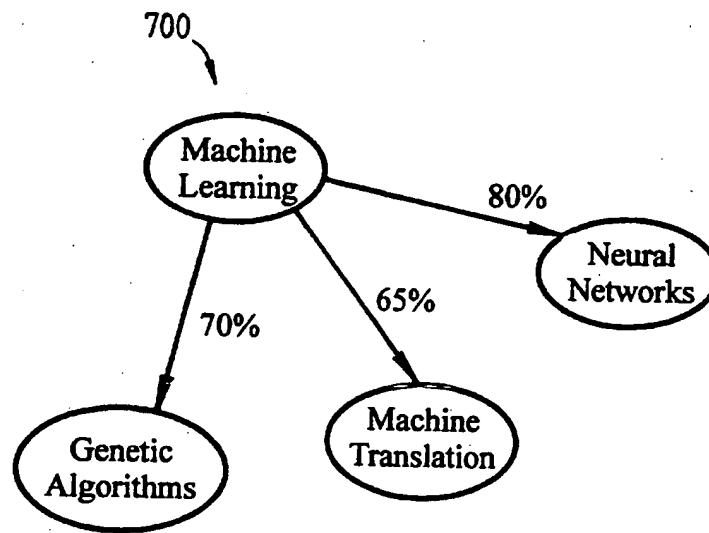 700
Machine
Learning
80%
Neural
Networks
65%
70%
Machine
Translation
Genetic
Algorithms